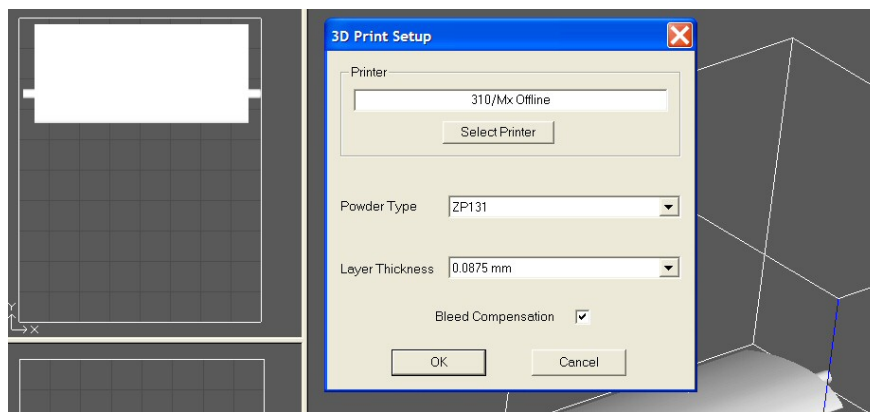 3D Print Setup
Printer
310/Mx Offline
Select Printer
Powder Type ZP131
Layer Thickness 0.0875 mm
Bleed Compensation
OK Cancel
Y
X